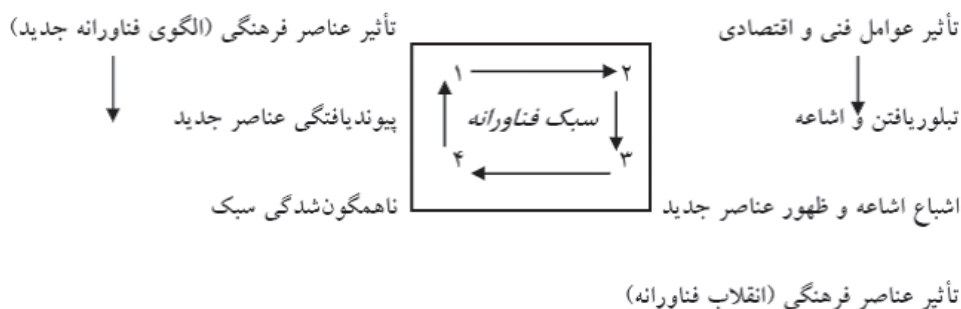 تأثیر عوامل فنی و اقتصادی
تأثیر عناصر فرهنگی (الگوی فناورانه جدید)
۱
۲
تبلوریافتن و اشاعه
سبک فناورانه
پیوندیافتگی عناصر جدید
۳
۴
اشباع اشاعه و ظهور عناصر جدید
ناهمگون‌شدگی سبک
تأثیر عناصر فرهنگی (انقلاب فناورانه)